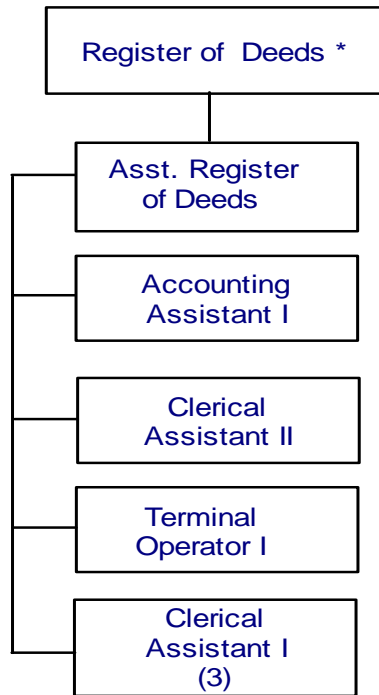 Register of Deeds *
Asst. Register
of Deeds
Accounting
Assistant I
Clerical
Assistant II
Terminal
Operator I
Clerical
Assistant I
(3)